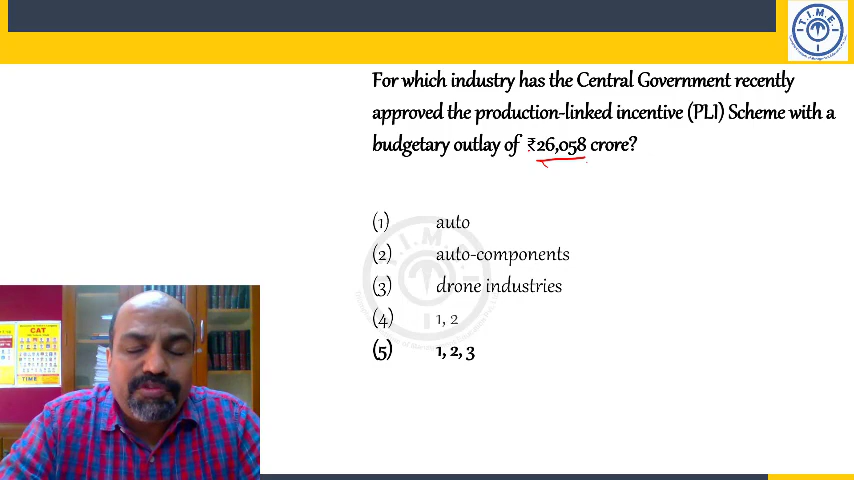 T.I.M.E.
For which industry has the Central Government recently
approved the production-linked incentive (PLI) Scheme with a
budgetary outlay of ₹26,058 crore?
(1) auto
(2) auto-components
(3) drone industries
(4) 1, 2
(5) 1, 2, 3
CAT
TIME